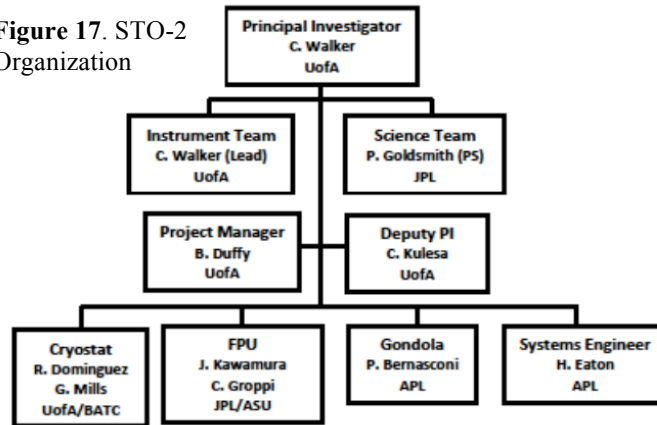 Figure 17. STO-2
Organization
Principal Investigator
C. Walker
UofA
Instrument Team
C. Walker (Lead)
UofA
Science Team
P. Goldsmith (PS)
JPL
Project Manager
B. Duffy
UofA
Deputy PI
C. Kulesa
UofA
Cryostat
R. Dominguez
G. Mills
UofA/BATC
FPU
J. Kawamura
C. Groppi
JPL/ASU
Gondola
P. Bernasconi
APL
Systems Engineer
H. Eaton
APL